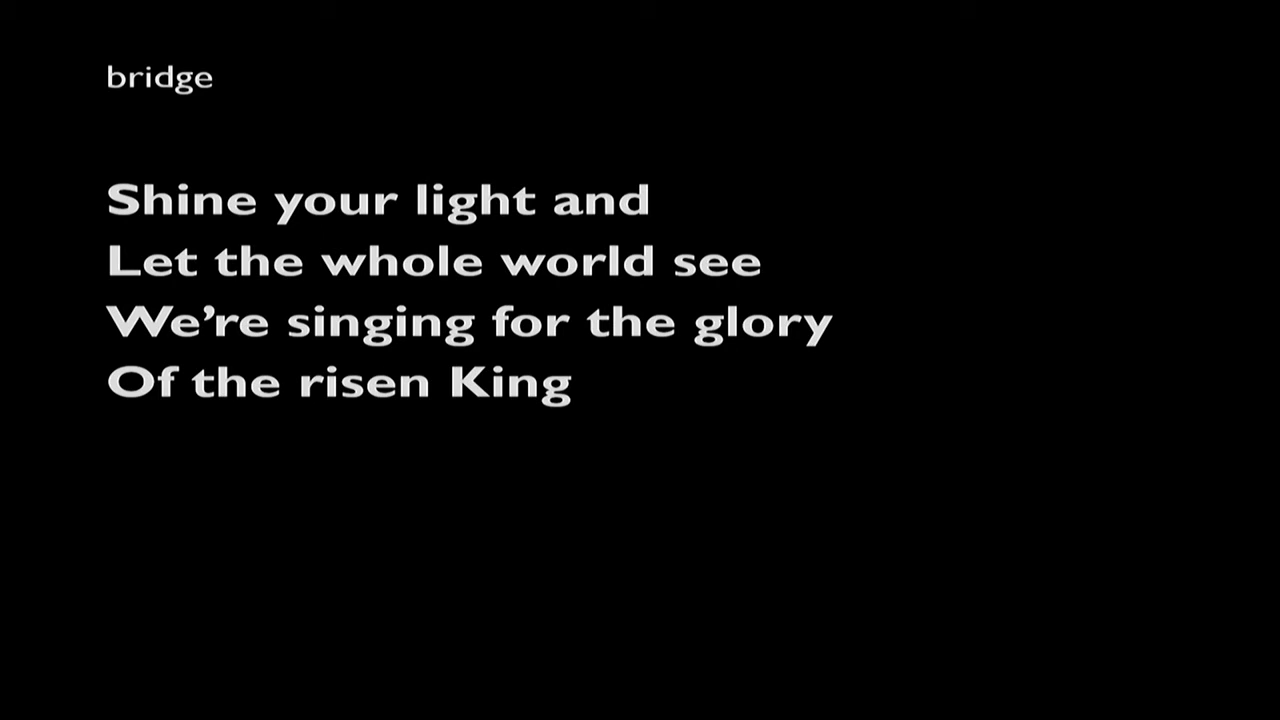 bridge
Shine your light and
Let the whole world see
We’re singing for the glory
Of the risen King